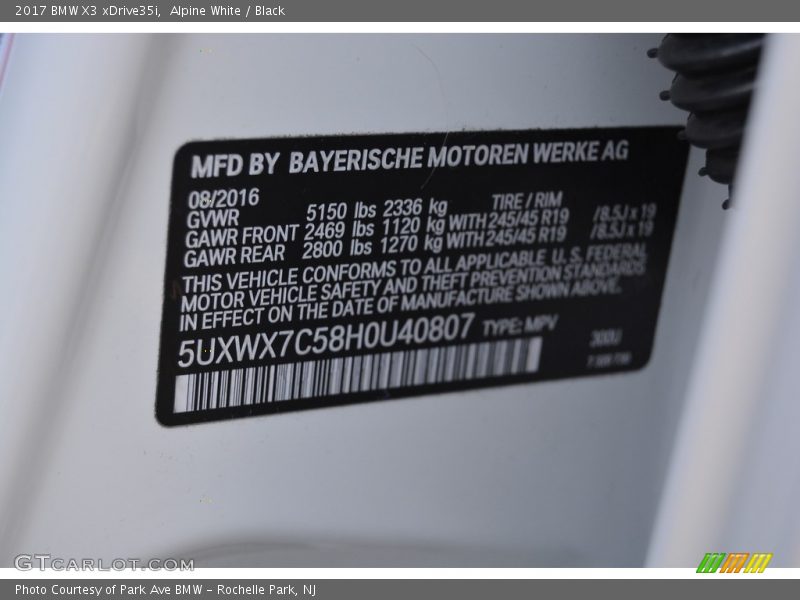 2017 BMW X3 xDrive35i,  Alpine White / Black
MFD BY BAYERISCHE MOTOREN WERKE AG
08/2016
TIRE / RIM
GVWR 5150 lbs 2336 kg
GAWR FRONT 2469 lbs 1120 kg WITH 245/45 R19 /8.5J x 19
GAWR REAR 2800 lbs 1270 kg WITH 245/45 R19 /8.5J x 19
THIS VEHICLE CONFORMS TO ALL APPLICABLE U. S. FEDERAL
MOTOR VEHICLE SAFETY AND THEFT PREVENTION STANDARDS
IN EFFECT ON THE DATE OF MANUFACTURE SHOWN ABOVE.
5UXWX7C58H0U40807 TYPE: MPV
GTCARLOT.COM
Photo Courtesy of Park Ave BMW - Rochelle Park, NJ